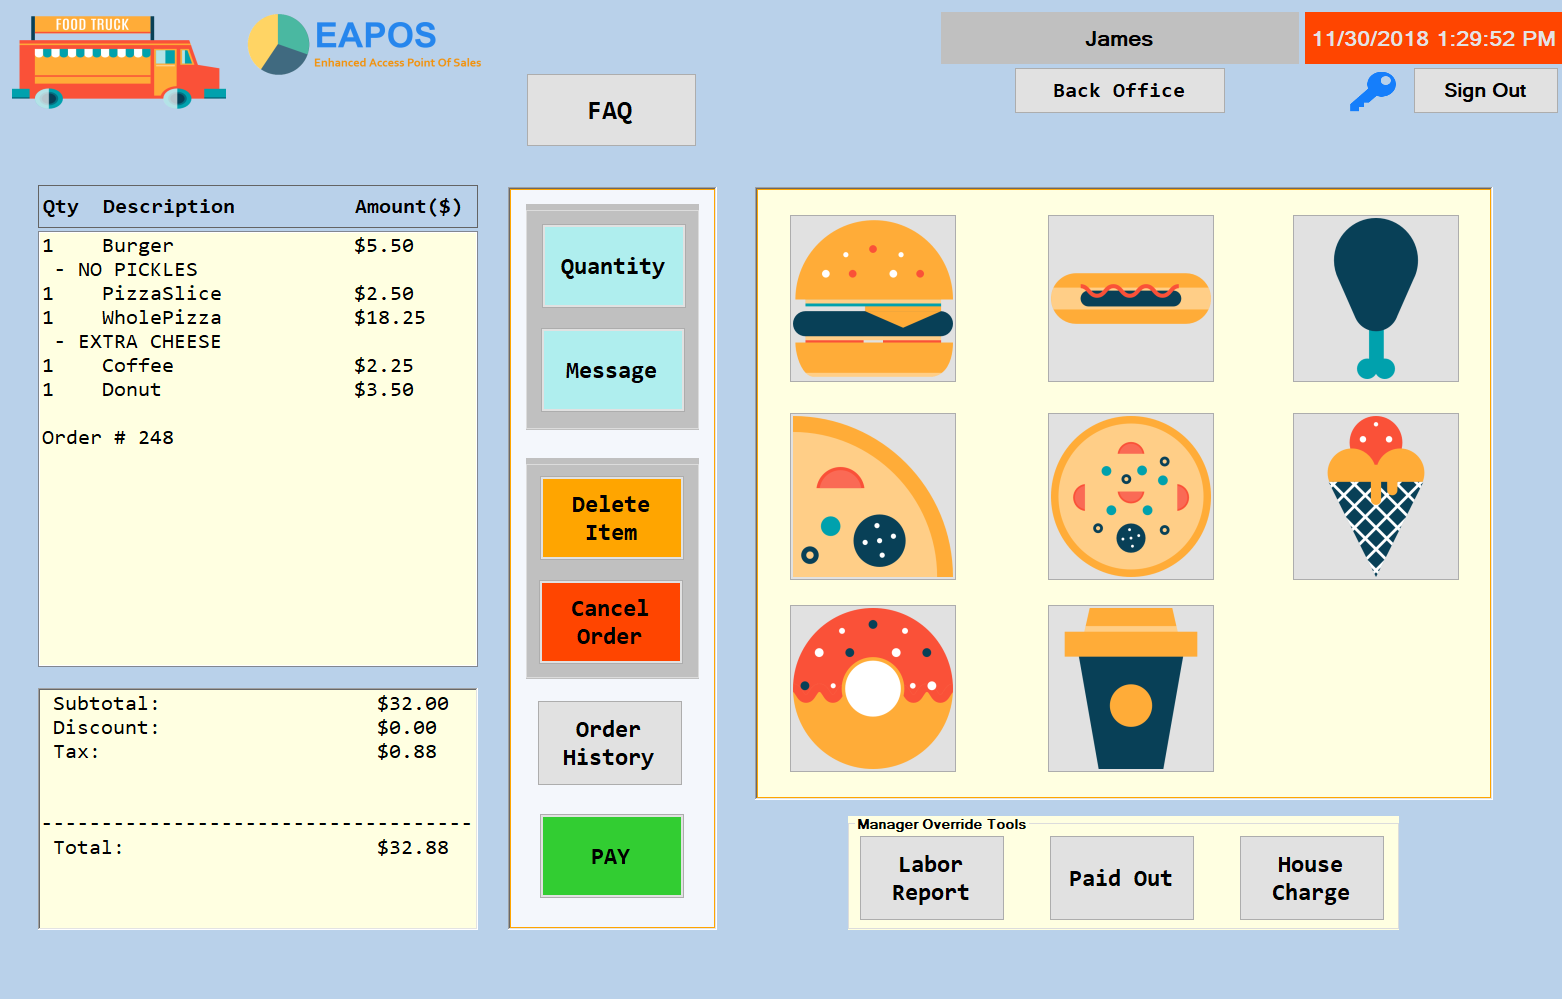 FOOD TRUCK
EAPOS
Enhanced Access Point Of Sales
James
11/30/2018 1:29:52 PM
FAQ
Back Office
Sign Out
Qty Description Amount($)
1 Burger $5.50
- NO PICKLES
1 PizzaSlice $2.50
1 WholePizza $18.25
- EXTRA CHEESE
1 Coffee $2.25
1 Donut $3.50
Order # 248
Subtotal: $32.00
Discount: $0.00
Tax: $0.88
------------------------------------
Total: $32.88
Quantity
Message
Delete
Item
Cancel
Order
Order
History
PAY
Manager Override Tools
Labor
Report
Paid Out
House
Charge